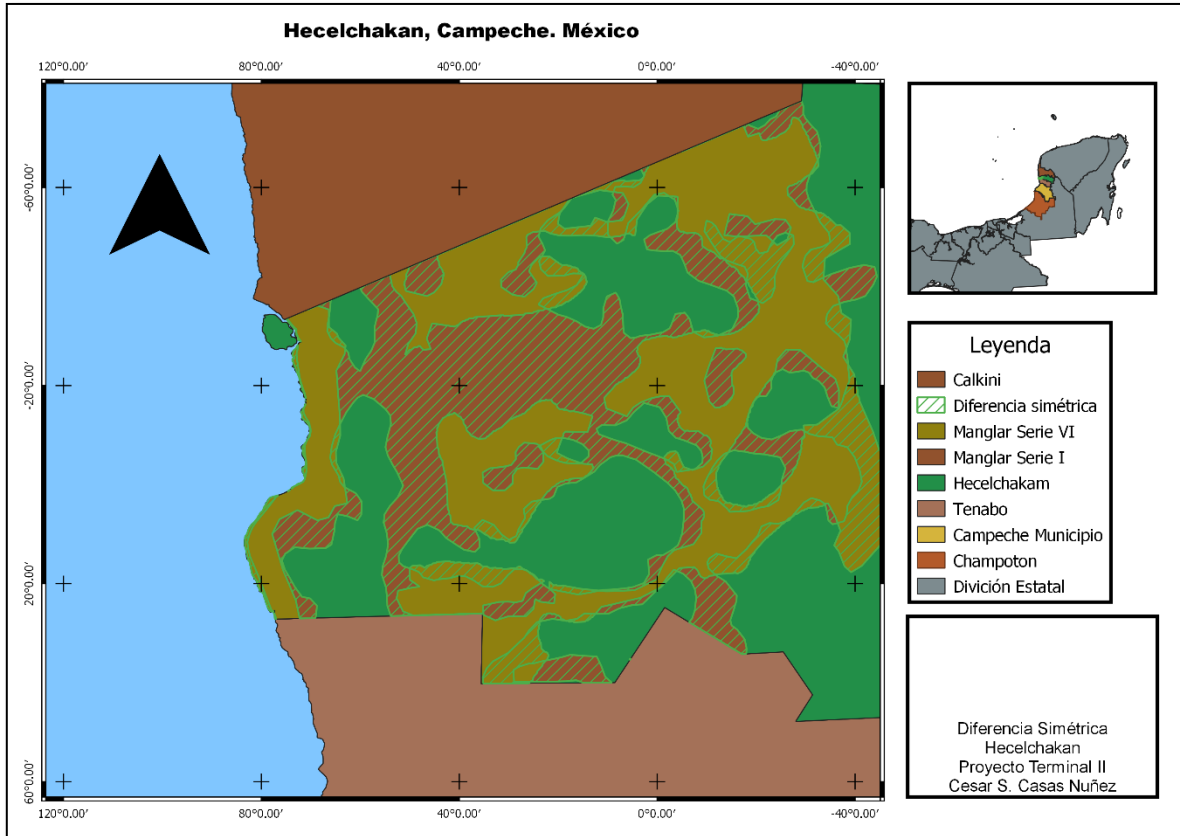 Hecelchakan, Campeche. México
120°0.00′ 80°0.00′ 40°0.00′ 0°0.00′ -40°0.00′
-60°0.00′
-20°0.00′
20°0.00′
60°0.00′
120°0.00′ 80°0.00′ 40°0.00′ 0°0.00′ -40°0.00′
Leyenda
Calkini
Diferencia simétrica
Manglar Serie VI
Manglar Serie I
Hecelchakam
Tenabo
Campeche Municipio
Champoton
Divición Estatal
Diferencia Simétrica
Hecelchakan
Proyecto Terminal II
Cesar S. Casas Nuñez